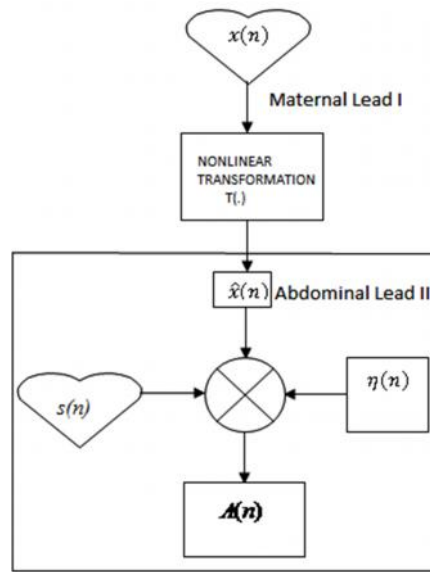 x(n)
Maternal Lead I
NONLINEAR
TRANSFORMATION
T(.)
x̂(n) Abdominal Lead II
s(n)
η(n)
A(n)